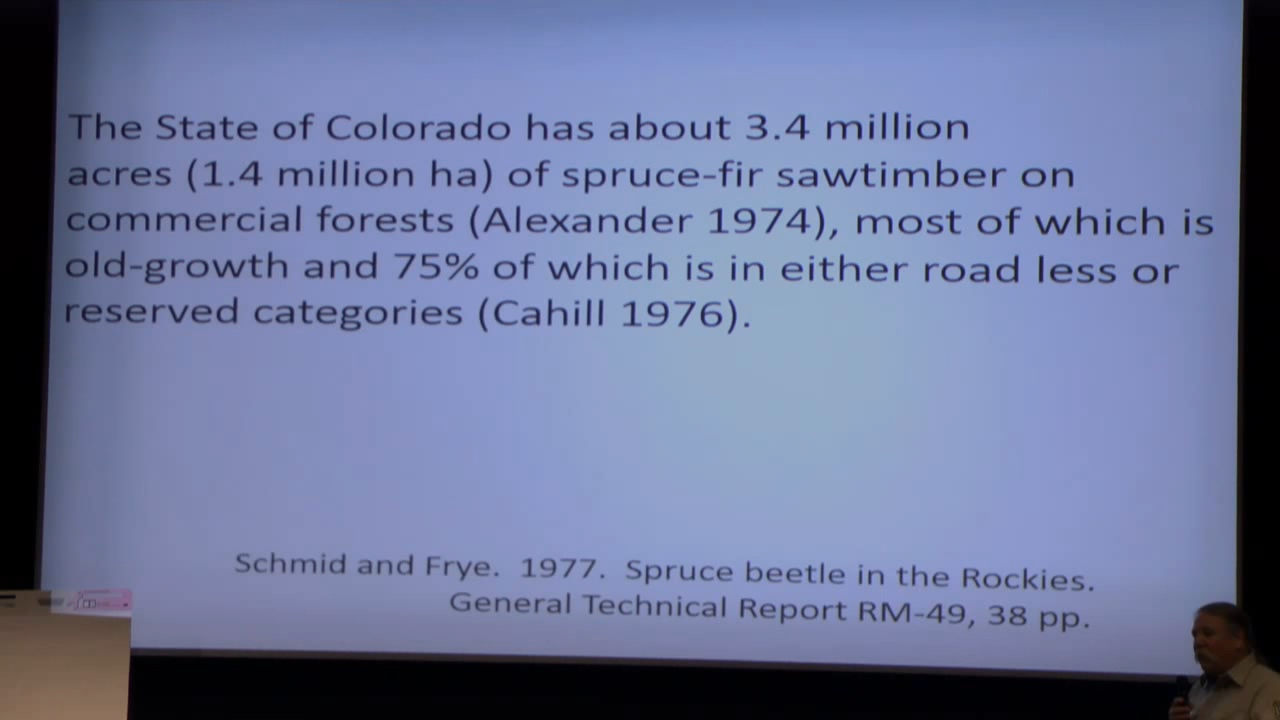 The State of Colorado has about 3.4 million
acres (1.4 million ha) of spruce-fir sawtimber on
commercial forests (Alexander 1974), most of which is
old-growth and 75% of which is in either road less or
reserved categories (Cahill 1976).
Schmid and Frye. 1977. Spruce beetle in the Rockies.
General Technical Report RM-49, 38 pp.